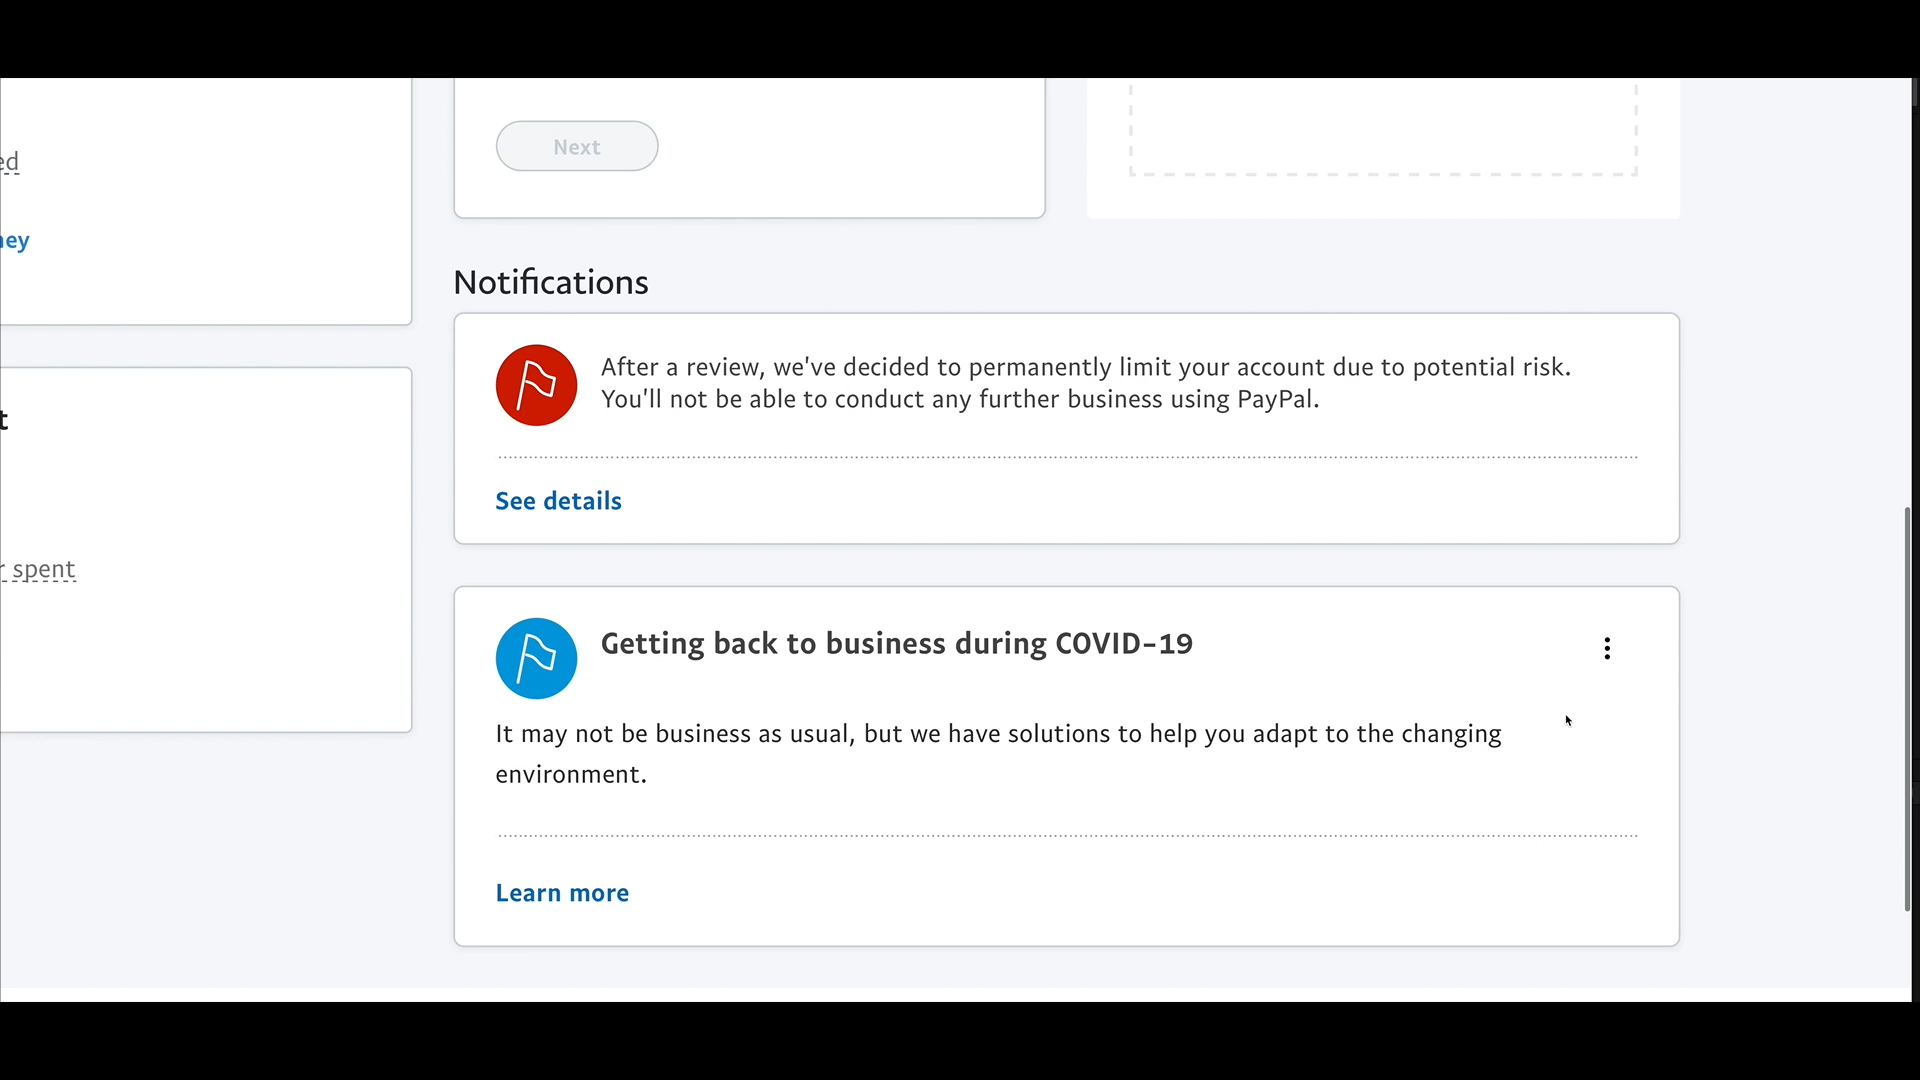 Next
ed
ney
Notifications
After a review, we've decided to permanently limit your account due to potential risk.
You'll not be able to conduct any further business using PayPal.
See details
t
r spent
Getting back to business during COVID-19
It may not be business as usual, but we have solutions to help you adapt to the changing
environment.
Learn more